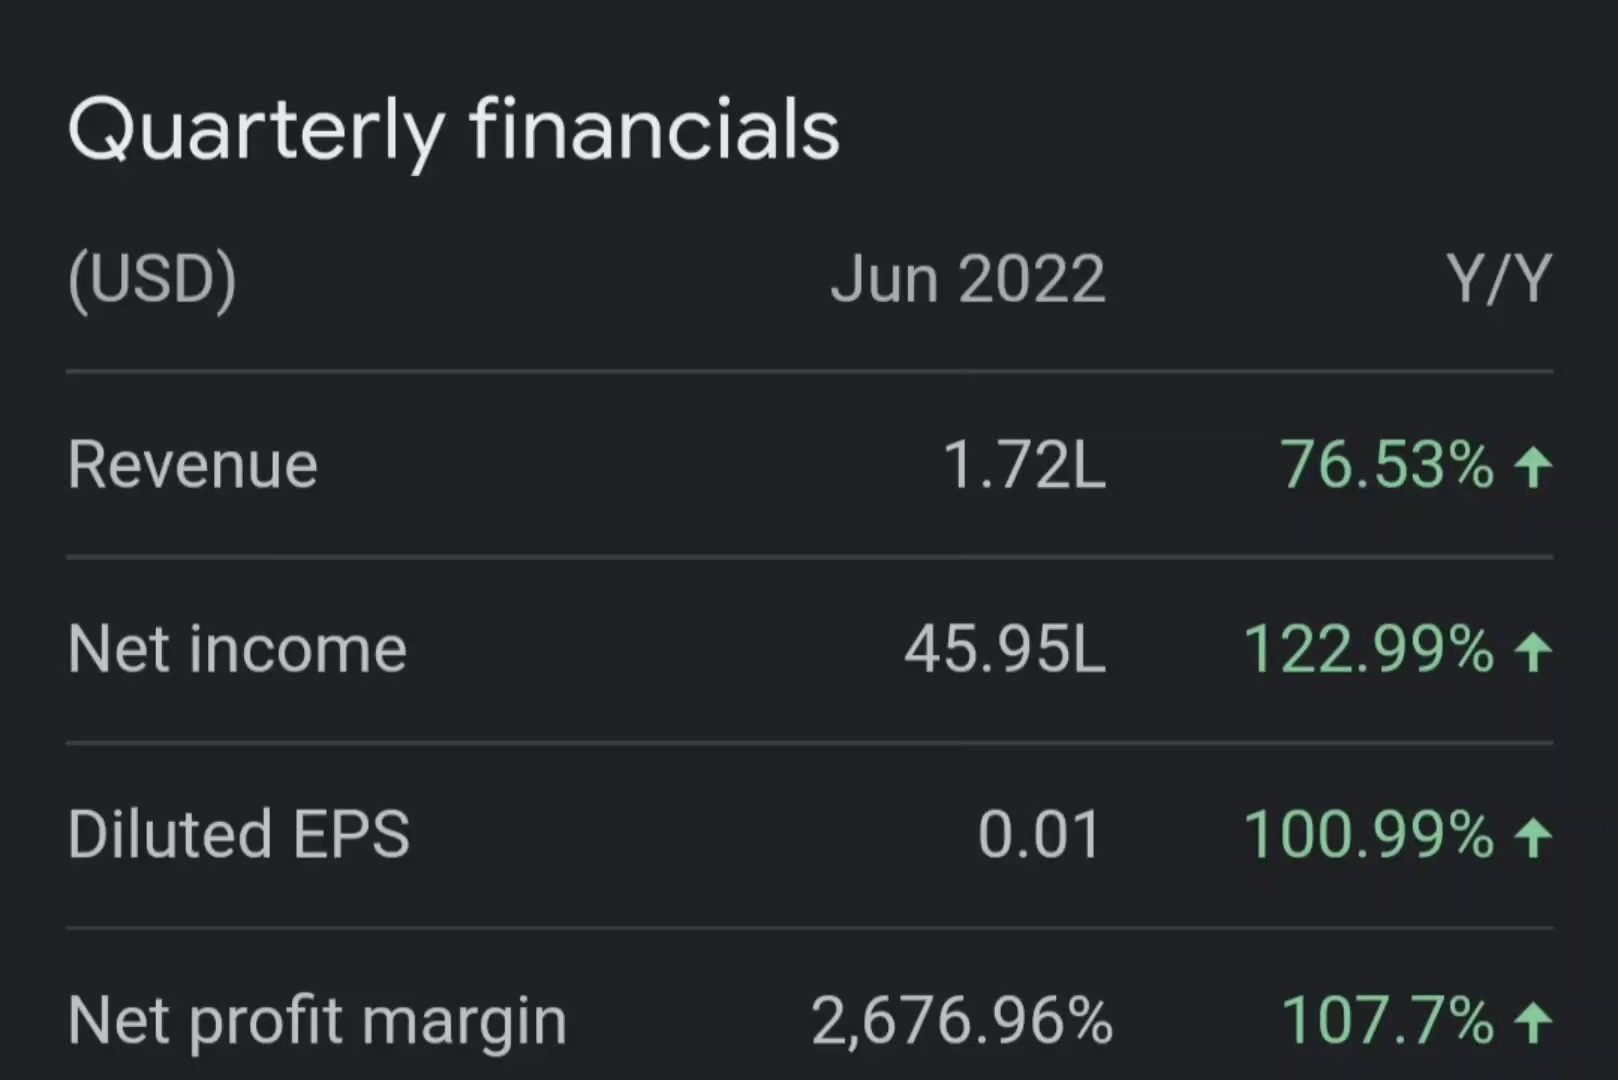 Quarterly financials
(USD) Jun 2022 Y/Y
Revenue 1.72L 76.53% ↑
Net income 45.95L 122.99% ↑
Diluted EPS 0.01 100.99% ↑
Net profit margin 2,676.96% 107.7% ↑